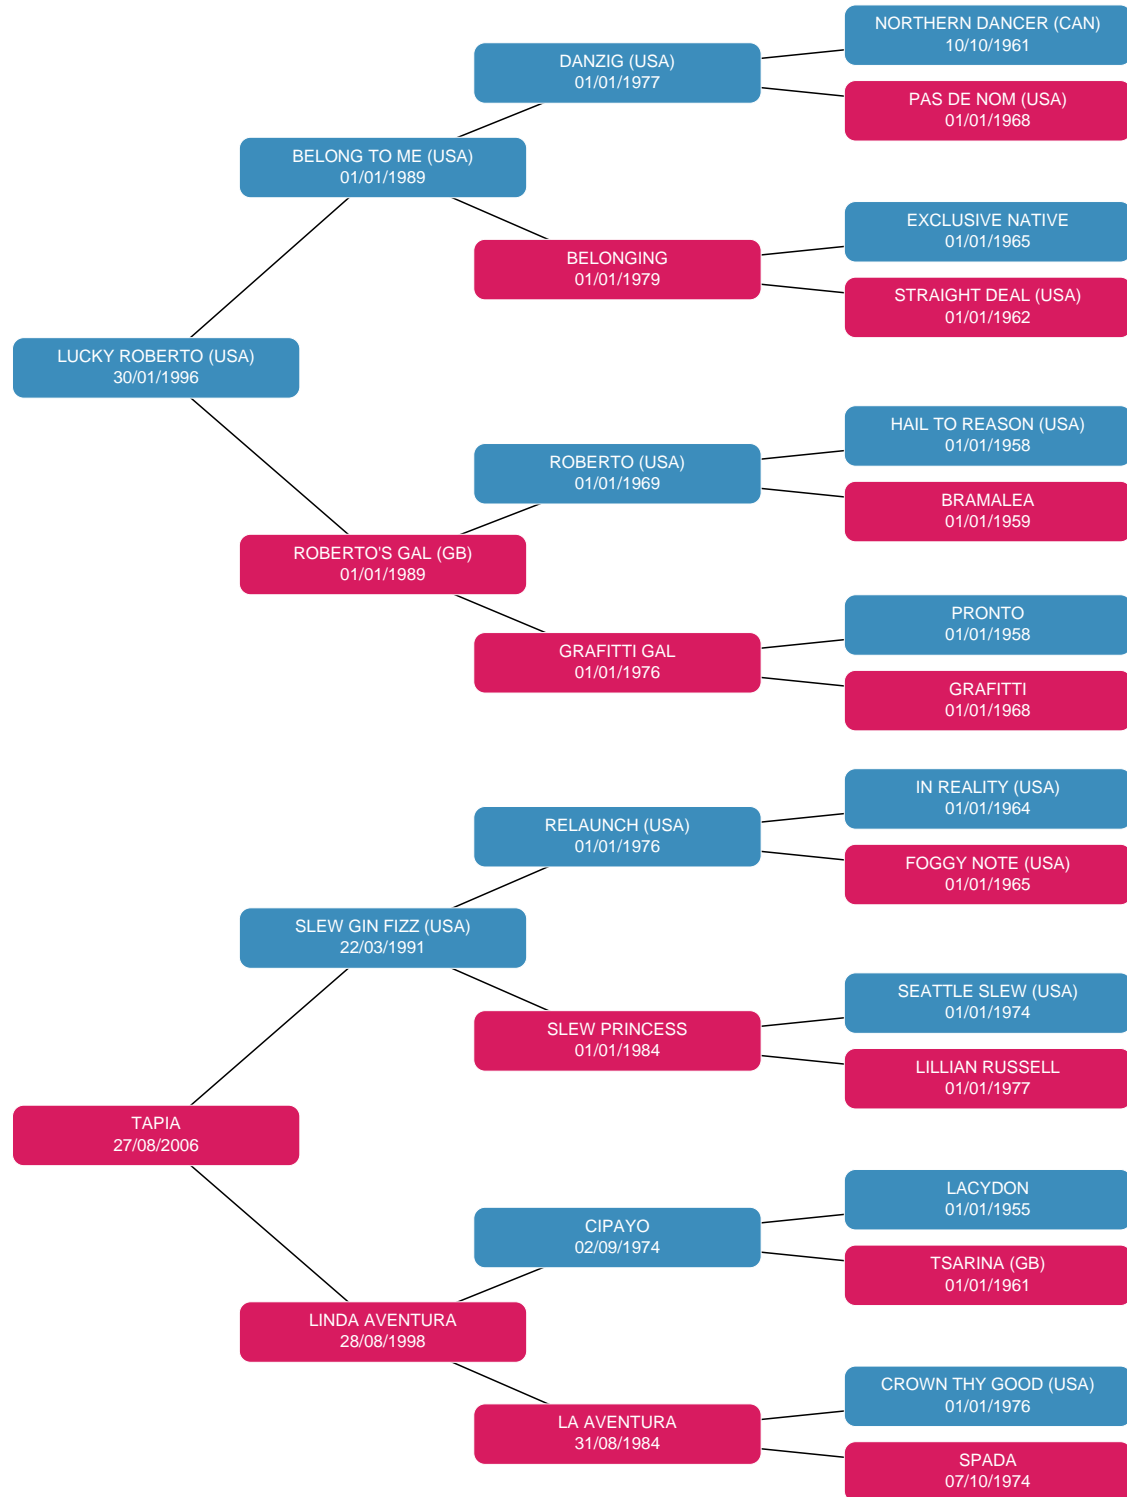 NORTHERN DANCER (CAN)
10/10/1961
DANZIG (USA)
01/01/1977
PAS DE NOM (USA)
01/01/1968
BELONG TO ME (USA)
01/01/1989
EXCLUSIVE NATIVE
01/01/1965
BELONGING
01/01/1979
STRAIGHT DEAL (USA)
01/01/1962
LUCKY ROBERTO (USA)
30/01/1996
HAIL TO REASON (USA)
01/01/1958
ROBERTO (USA)
01/01/1969
BRAMALEA
01/01/1959
ROBERTO'S GAL (GB)
01/01/1989
PRONTO
01/01/1958
GRAFITTI GAL
01/01/1976
GRAFITTI
01/01/1968
IN REALITY (USA)
01/01/1964
RELAUNCH (USA)
01/01/1976
FOGGY NOTE (USA)
01/01/1965
SLEW GIN FIZZ (USA)
22/03/1991
SEATTLE SLEW (USA)
01/01/1974
SLEW PRINCESS
01/01/1984
LILLIAN RUSSELL
01/01/1977
TAPIA
27/08/2006
LACYDON
01/01/1955
CIPAYO
02/09/1974
TSARINA (GB)
01/01/1961
LINDA AVENTURA
28/08/1998
CROWN THY GOOD (USA)
01/01/1976
LA AVENTURA
31/08/1984
SPADA
07/10/1974